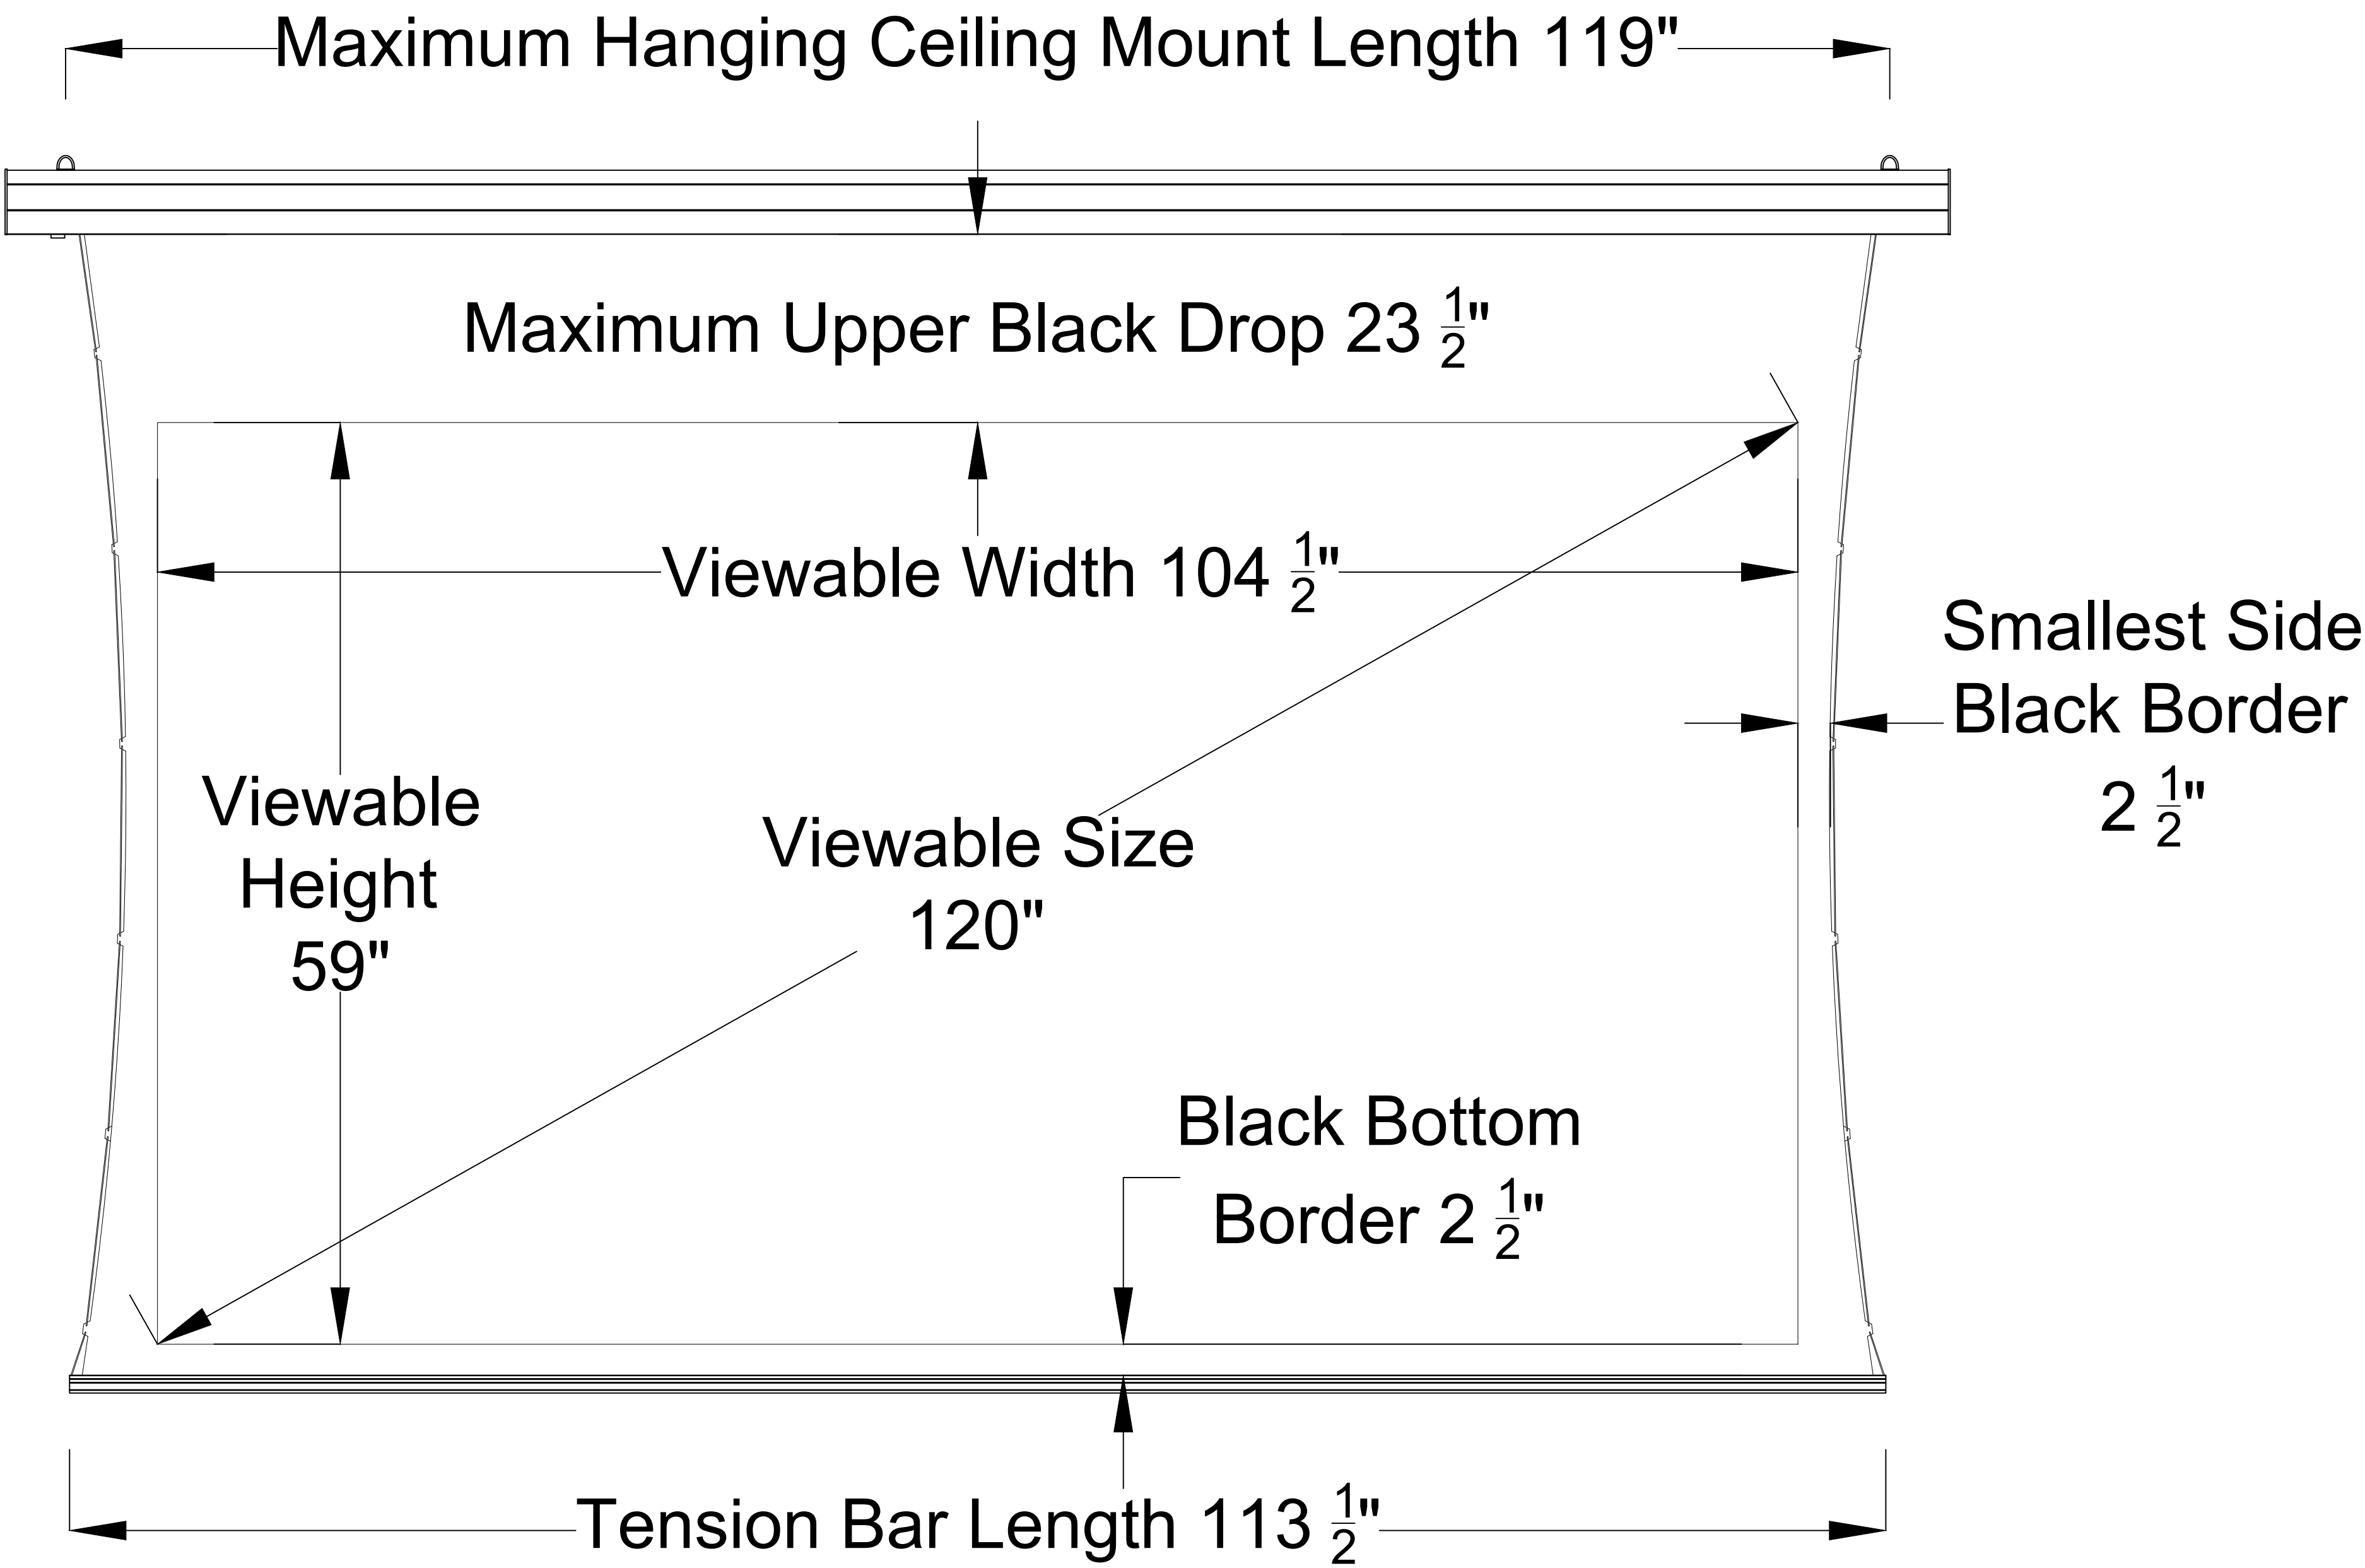 Maximum Hanging Ceiling Mount Length 119"
Maximum Upper Black Drop 23 1/2"
Viewable Width 104 1/2"
Smallest Side
Black Border
2 1/2"
Viewable
Height
59"
Viewable Size
120"
Black Bottom
Border 2 1/2"
Tension Bar Length 113 1/2"